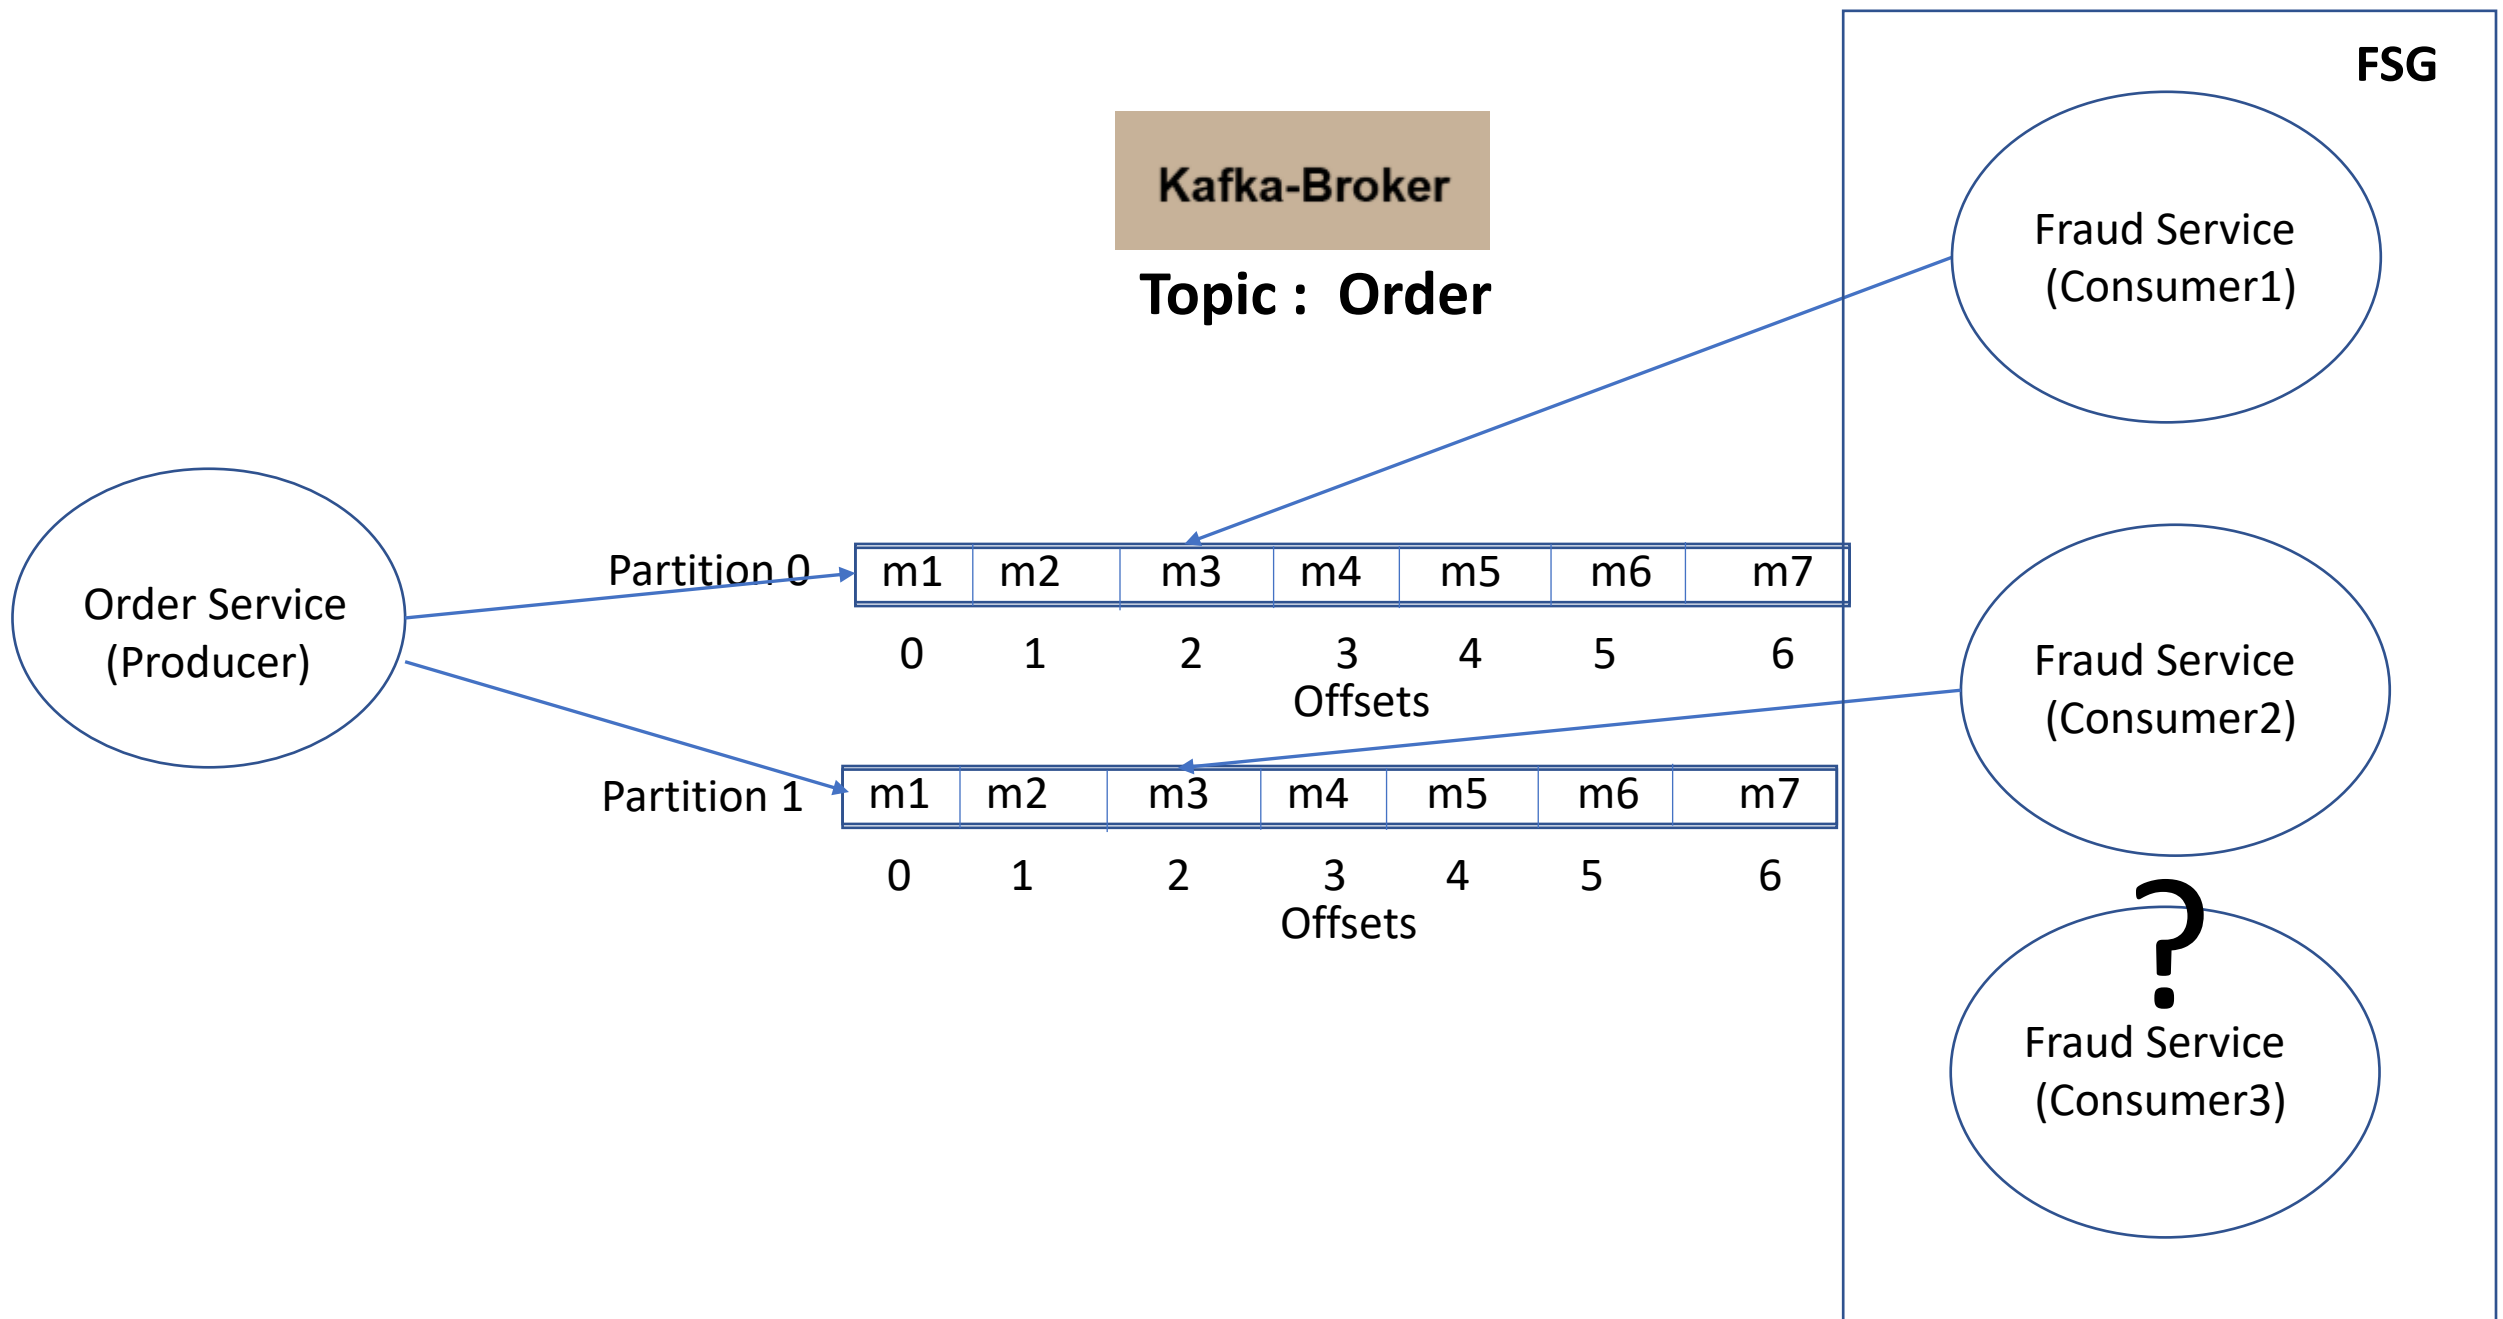 FSG
Kafka-Broker
Topic :  Order
Fraud Service
(Consumer1)
Order Service
(Producer)
Partition 0
m1 m2 m3 m4 m5 m6 m7
0 1 2 3 4 5 6
Offsets
Fraud Service
(Consumer2)
Partition 1
m1 m2 m3 m4 m5 m6 m7
0 1 2 3 4 5 6
Offsets
?
Fraud Service
(Consumer3)